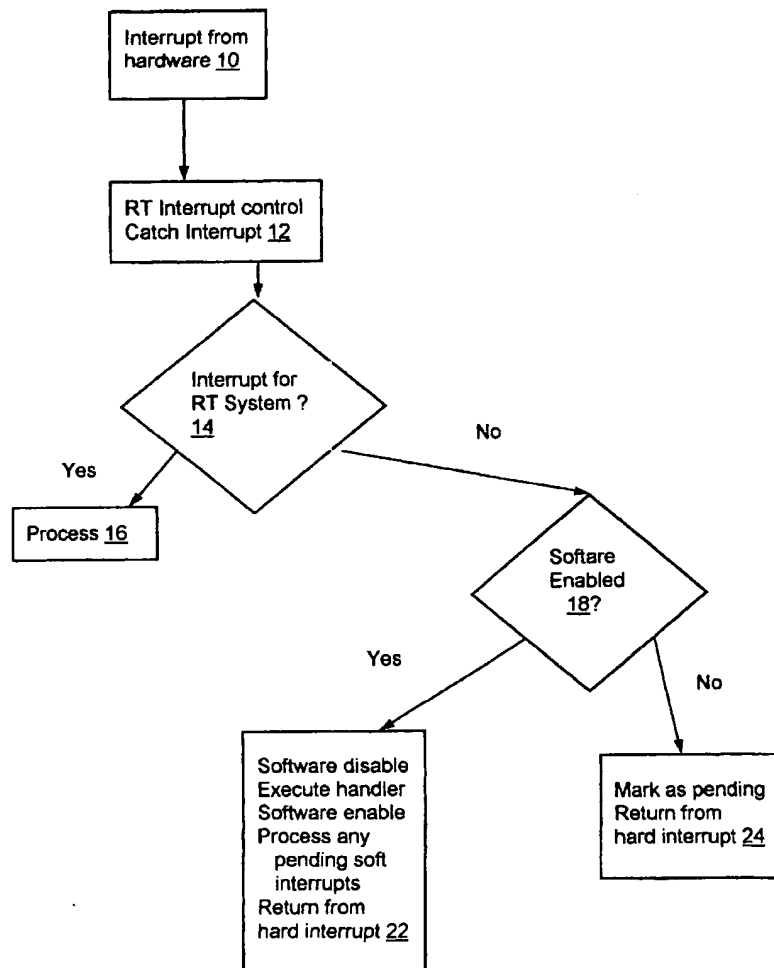 Interrupt from
hardware 10
RT Interrupt control
Catch Interrupt 12
Interrupt for
RT System ?
14
No
Yes
Process 16
Softare
Enabled
18?
Yes
No
Software disable
Execute handler
Software enable
Process any
pending soft
interrupts
Return from
hard interrupt 22
Mark as pending
Return from
hard interrupt 24